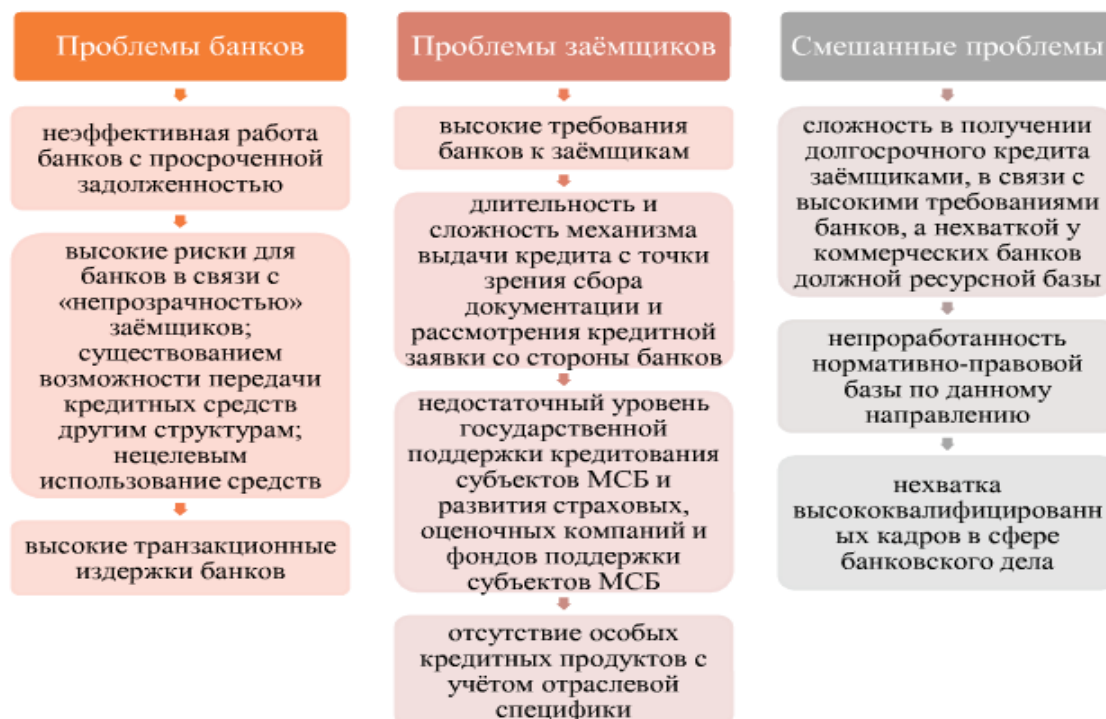 Проблемы банков
неэффективная работа
банков с просроченной
задолженностью
высокие риски для
банков в связи с
«непрозрачностью»
заёмщиков;
существованием
возможности передачи
кредитных средств
другим структурам;
нецелевым
использование средств
высокие транзакционные
издержки банков
Проблемы заёмщиков
высокие требования
банков к заёмщикам
длительность и
сложность механизма
выдачи кредита с точки
зрения сбора
документации и
рассмотрения кредитной
заявки со стороны банков
недостаточный уровень
государственной
поддержки кредитования
субъектов МСБ и
развития страховых,
оценочных компаний и
фондов поддержки
субъектов МСБ
отсутствие особых
кредитных продуктов с
учётом отраслевой
специфики
Смешанные проблемы
сложность в получении
долгосрочного кредита
заёмщиками, в связи с
высокими требованиями
банков, а нехваткой у
коммерческих банков
должной ресурсной базы
непроработанность
нормативно-правовой
базы по данному
направлению
нехватка
высококвалифицированн
ых кадров в сфере
банковского дела